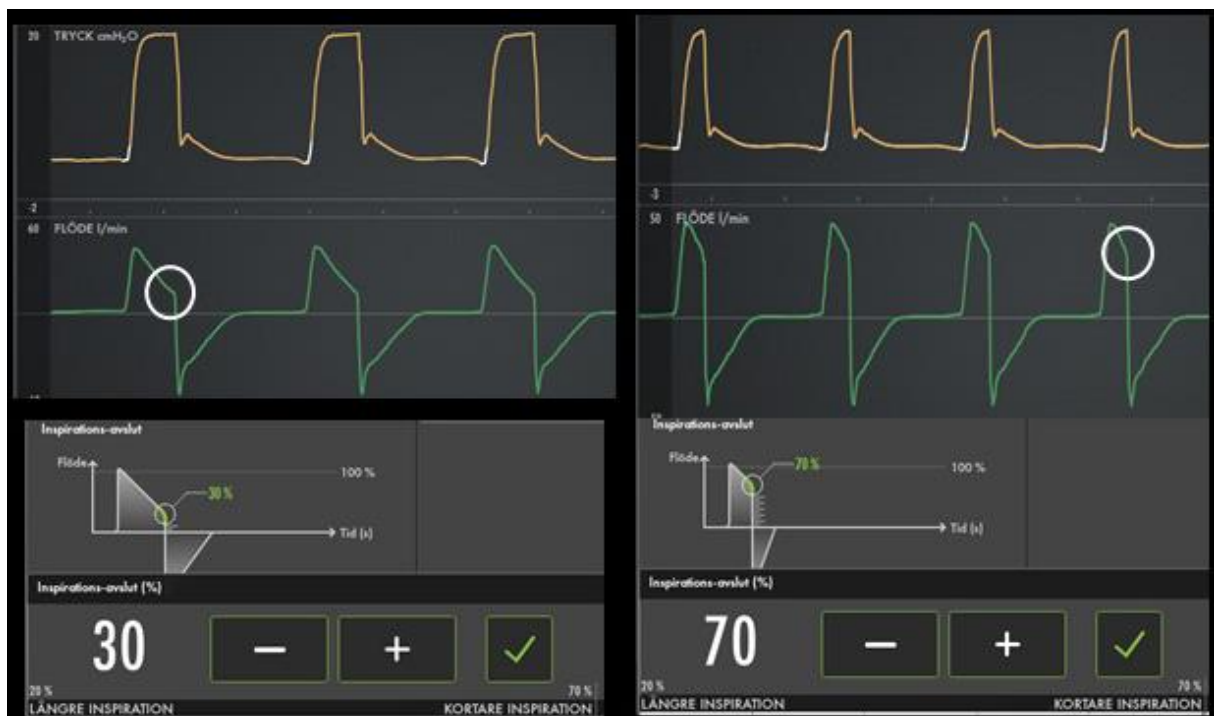 20 TRYCK cmH₂O
-2
60 FLÖDE l/min
Inspirations-avslut
Flöde
100 %
30 %
Tid (s)
Inspirations-avslut (%)
30 − +
20 % 70 %
LÄNGRE INSPIRATION KORTARE INSPIRATION
-3
50 FLÖDE l/min
Inspirations-avslut
Flöde
70 %
100 %
Tid (s)
Inspirations-avslut (%)
70 − +
20 % 70 %
LÄNGRE INSPIRATION KORTARE INSPIRATION